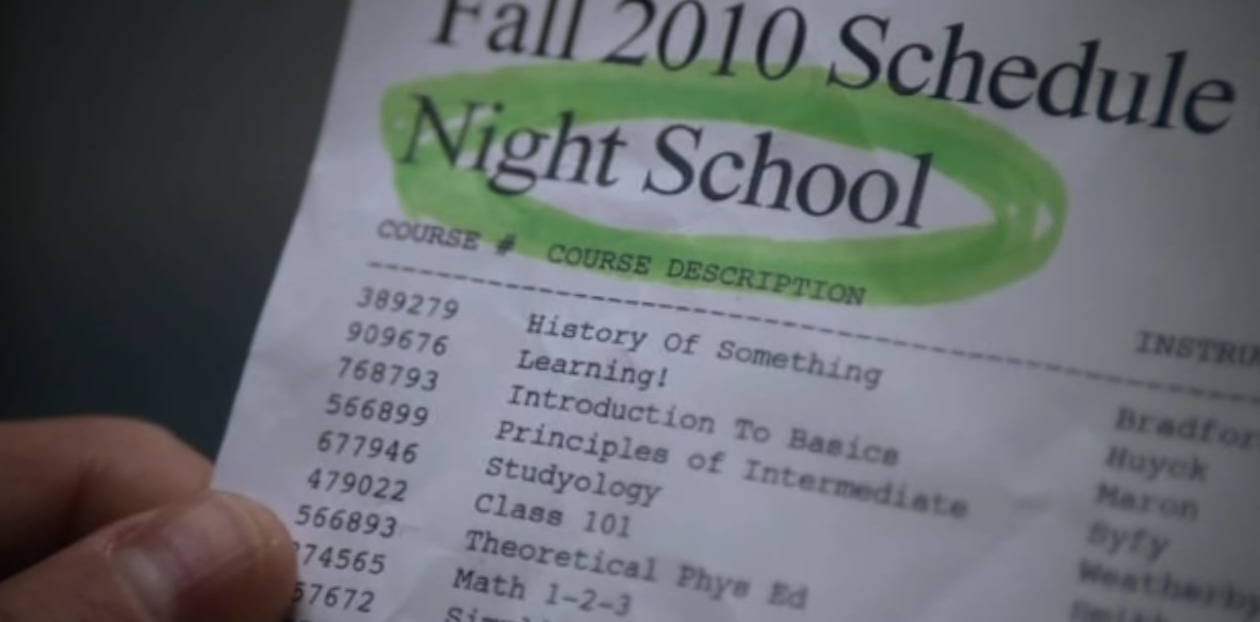 Fall 2010 Schedule
Night School
COURSE # COURSE DESCRIPTION INSTRU
389279 History Of Something Bradfor
909676 Learning! Huyck
768793 Introduction To Basics Maron
566899 Principles of Intermediate Syfy
677946 Studyology Weatherby
479022 Class 101 Smith
566893 Theoretical Phys Ed
74565 Math 1-2-3
57672